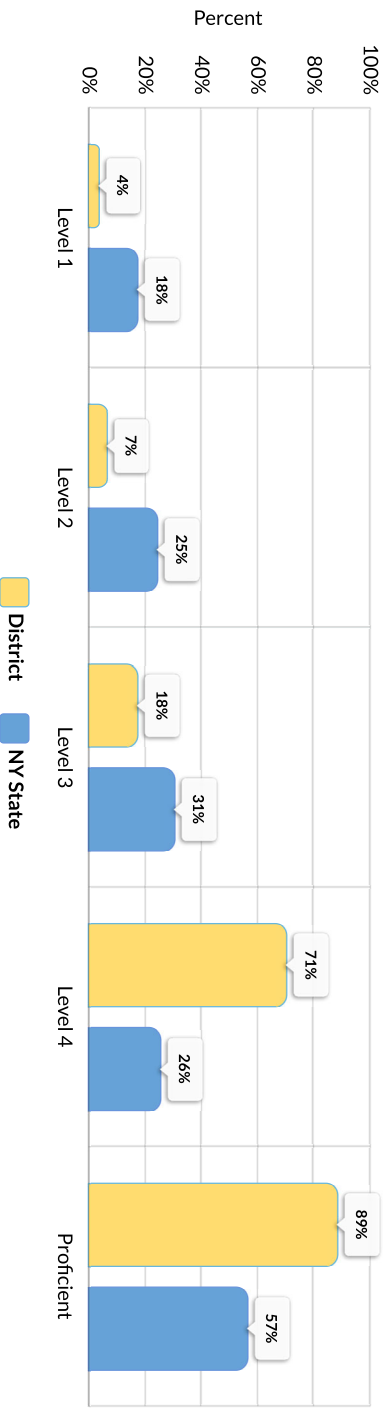 Percent
100%
80%
60%
40%
20%
0%
4%
18%
7%
25%
18%
31%
71%
26%
89%
57%
Level 1
Level 2
Level 3
Level 4
Proficient
District
NY State